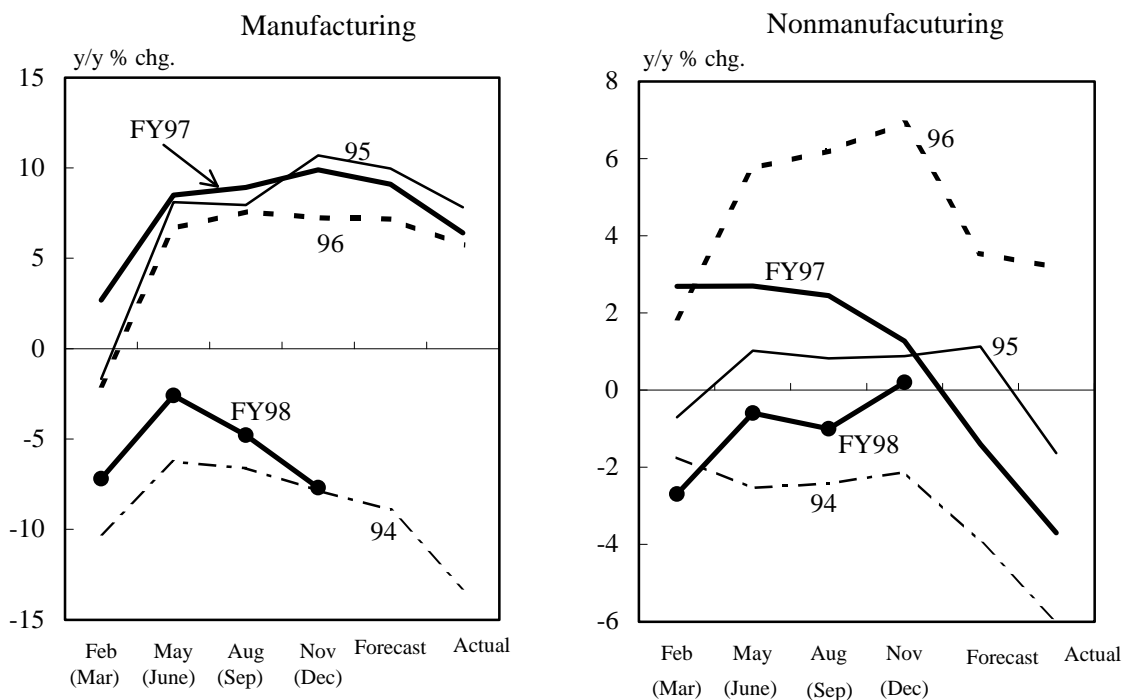 Manufacturing
y/y % chg.
15
10
5
0
-5
-10
-15
FY97
95
96
FY98
94
Feb
(Mar)
May
(June)
Aug
(Sep)
Nov
(Dec)
Forecast
Actual
Nonmanufacuturing
y/y % chg.
8
6
4
2
0
-2
-4
-6
96
FY97
95
FY98
94
Feb
(Mar)
May
(June)
Aug
(Sep)
Nov
(Dec)
Forecast
Actual